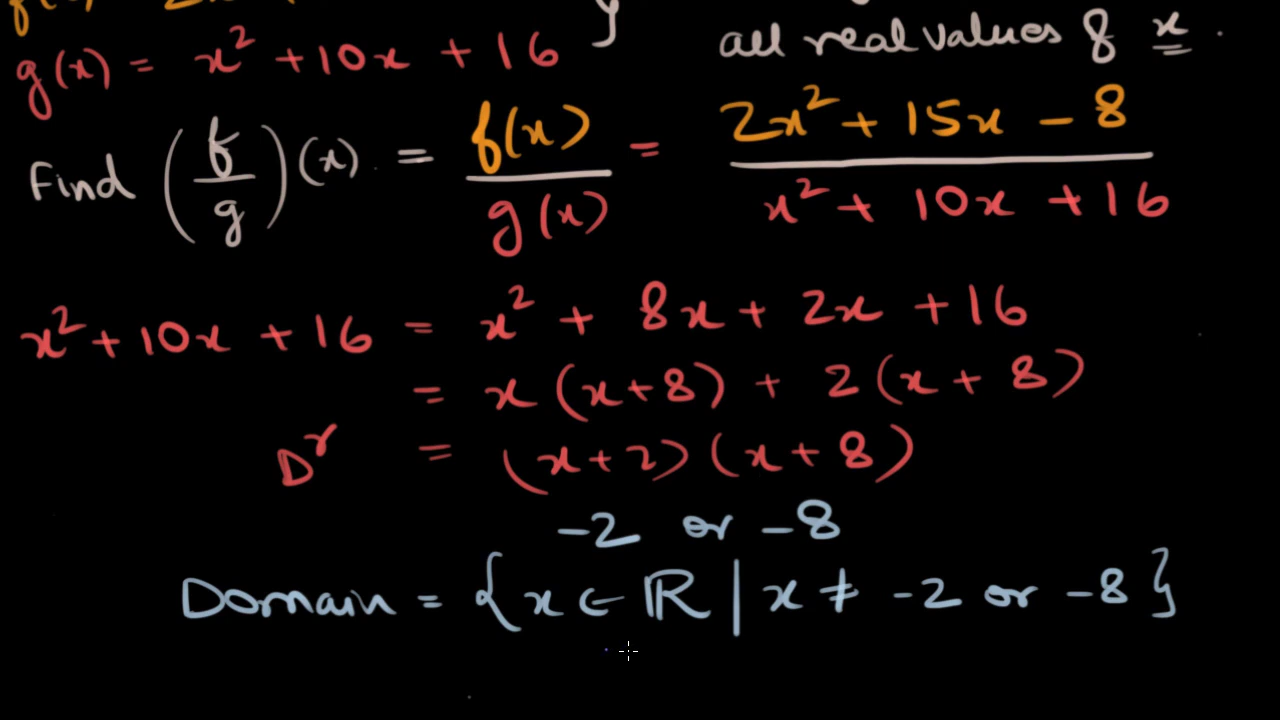 g(x) = x² + 10x + 16 }
all real values of x.
Find (f/g)(x) = f(x)/g(x) = (2x² + 15x - 8)/(x² + 10x + 16)
x² + 10x + 16 = x² + 8x + 2x + 16
= x(x+8) + 2(x+8)
Dʳ = (x+2)(x+8)
-2 or -8
Domain = {x ∈ ℝ | x ≠ -2 or -8}